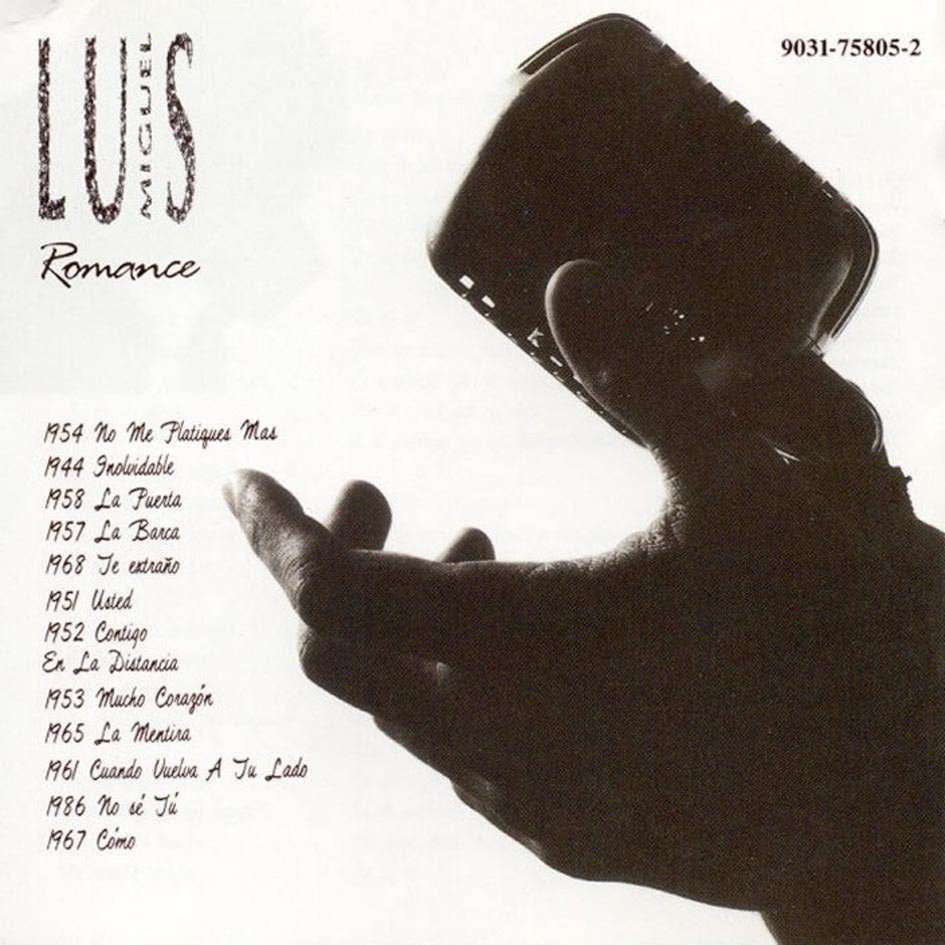 LUIS
MIGUEL
Romance
9031-75805-2
1954 No Me Platiques Mas
1944 Inolvidable
1958 La Puerta
1957 La Barca
1968 Te extraño
1951 Usted
1952 Contigo
En La Distancia
1953 Mucho Corazón
1965 La Mentira
1961 Cuando Vuelva A Tu Lado
1986 No sé Tú
1967 Cómo